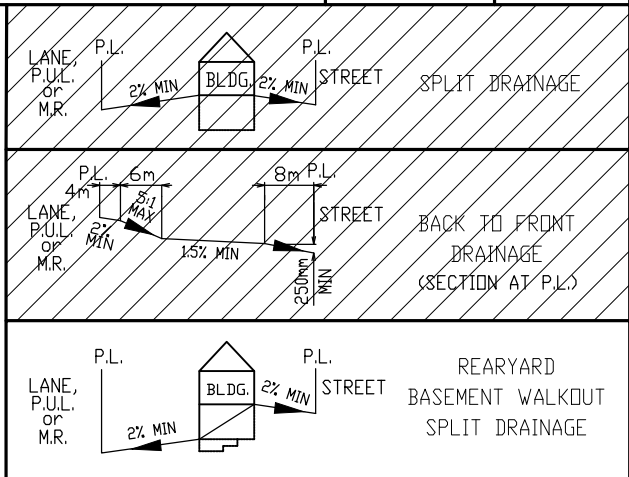 P.L.
P.L.
LANE,
P.U.L.
or
M.R.
2% MIN
BLDG.
2% MIN
STREET
SPLIT DRAINAGE
P.L.
6m
8m
P.L.
4m
5:1
MAX
LANE,
P.U.L.
or
M.R.
2%
MIN
1.5% MIN
250mm
MIN
STREET
BACK TO FRONT
DRAINAGE
(SECTION AT P.L.)
P.L.
P.L.
LANE,
P.U.L.
or
M.R.
2% MIN
BLDG.
2% MIN
STREET
REARYARD
BASEMENT WALKOUT
SPLIT DRAINAGE